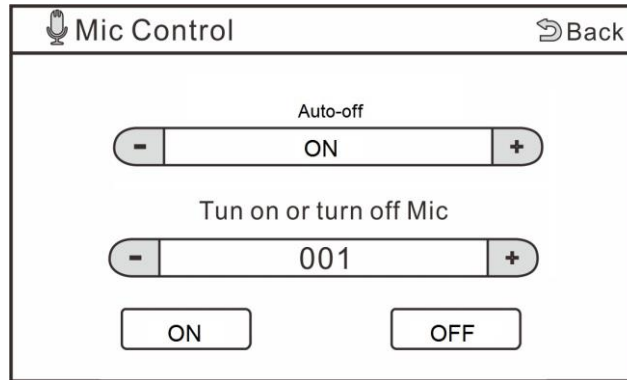 Mic Control Back
Auto-off
- ON +
Tun on or turn off Mic
- 001 +
ON OFF